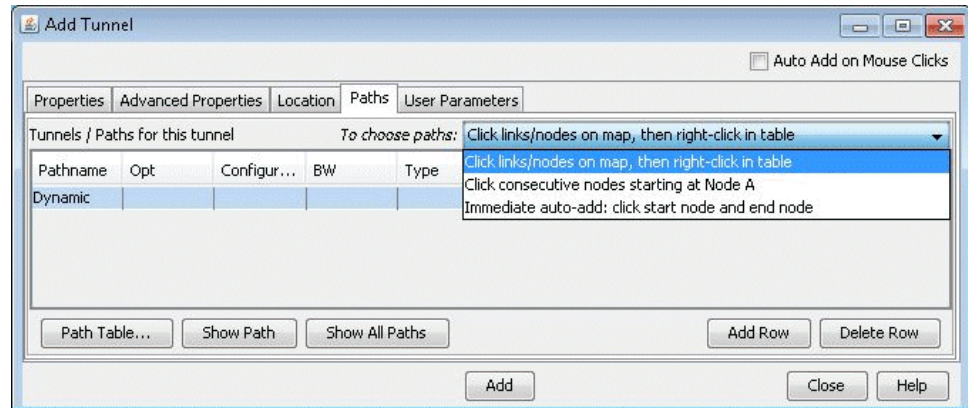 Add Tunnel
Auto Add on Mouse Clicks
Properties Advanced Properties Location Paths User Parameters
Tunnels / Paths for this tunnel To choose paths: Click links/nodes on map, then right-click in table
Pathname Opt Configur... BW Type
Click links/nodes on map, then right-click in table
Dynamic
Click consecutive nodes starting at Node A
Immediate auto-add: click start node and end node
Path Table... Show Path Show All Paths Add Row Delete Row
Add Close Help